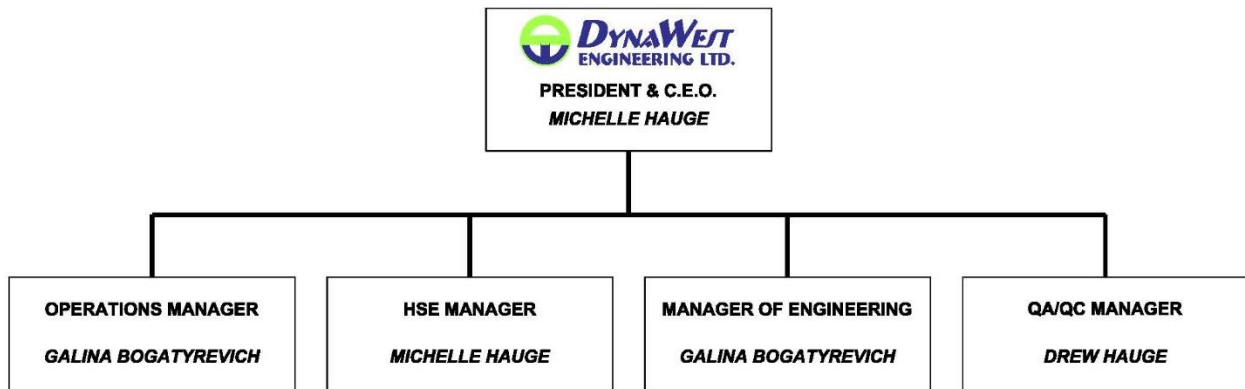 DYNAWEST
ENGINEERING LTD.
PRESIDENT & C.E.O.
MICHELLE HAUGE
OPERATIONS MANAGER
GALINA BOGATYREVICH
HSE MANAGER
MICHELLE HAUGE
MANAGER OF ENGINEERING
GALINA BOGATYREVICH
QA/QC MANAGER
DREW HAUGE